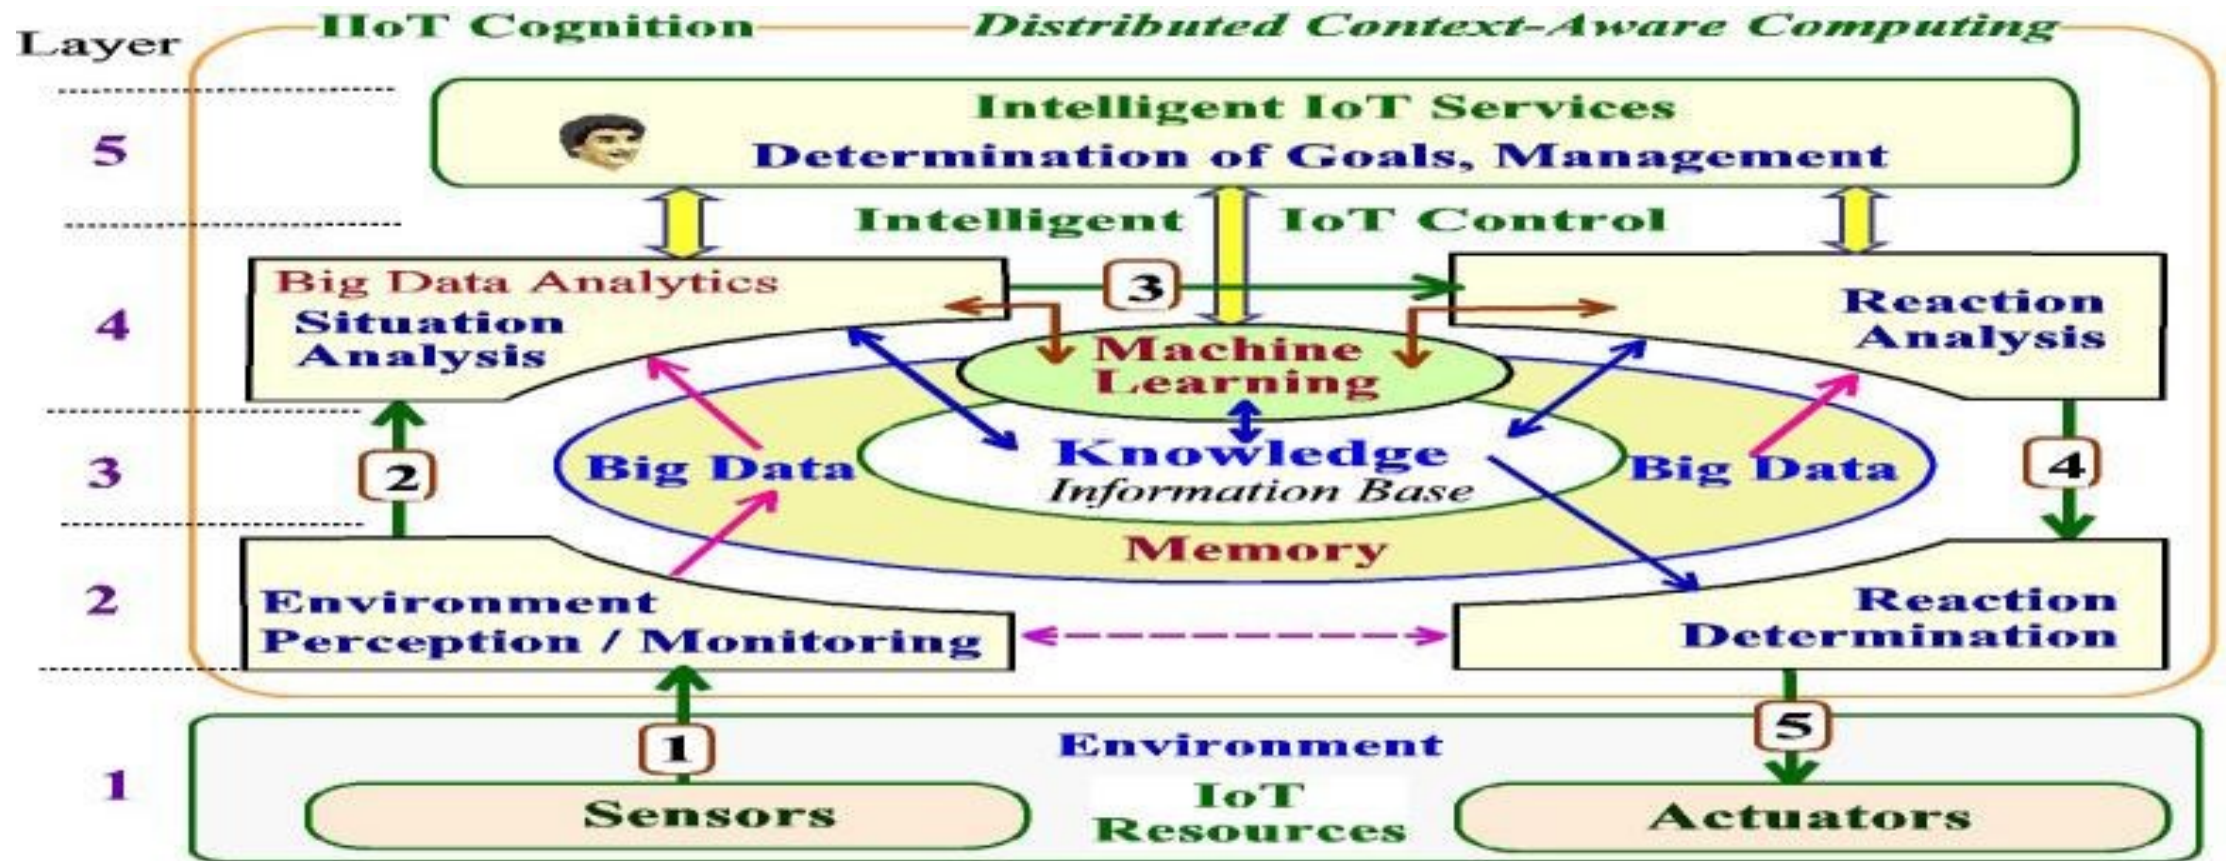 Layer
IIoT Cognition
Distributed Context-Aware Computing
5
Intelligent IoT Services
Determination of Goals, Management
Intelligent IoT Control
4
Big Data Analytics
Situation
Analysis
3
Reaction
Analysis
Machine
Learning
3
2
Big Data
Knowledge
Information Base
Big Data
4
Memory
2
Environment
Perception / Monitoring
Reaction
Determination
1
5
1
Environment
IoT
Resources
Sensors
Actuators